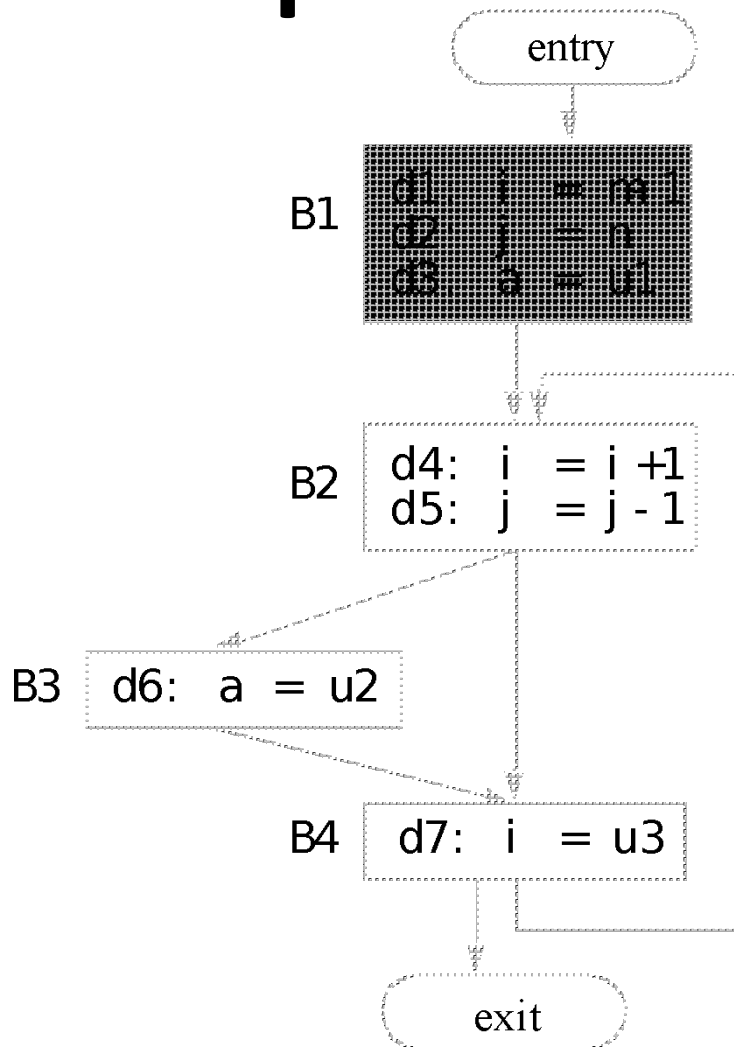 entry
B1
d1: i = m-1
d2: j = n
d3: a = u1
B2
d4: i = i +1
d5: j = j - 1
B3 d6: a = u2
B4 d7: i = u3
exit